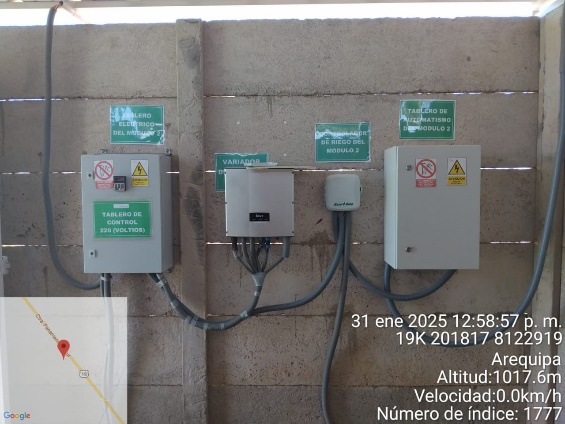 TABLERO
ELECTRICO
DEL MODULO 2
VARIADOR
DE RIEGO DEL
MODULO 2
TABLERO DE
AUTOMATISMO
DEL MODULO 2
TABLERO DE
CONTROL
220 (VOLTIOS)
31 ene 2025 12:58:57 p. m.
19K 201817 8122919
Arequipa
Altitud:1017.6m
Velocidad:0.0km/h
Número de índice: 1777
Google